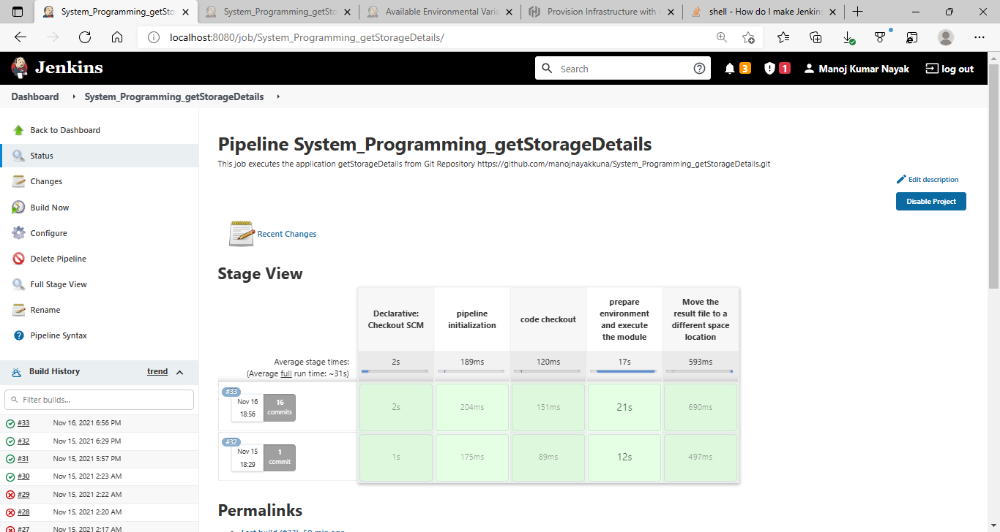 System_Programming_getSto
System_Programming_getSto
Available Environmental Varia
Provision Infrastructure with
shell - How do I make Jenkins
localhost:8080/job/System_Programming_getStorageDetails/
Jenkins
Search
3
1
Manoj Kumar Nayak
log out
Dashboard
System_Programming_getStorageDetails
Back to Dashboard
Status
Changes
Build Now
Configure
Delete Pipeline
Full Stage View
Rename
Pipeline Syntax
Build History
trend
Filter builds...
#33 Nov 16, 2021 6:56 PM
#32 Nov 15, 2021 6:29 PM
#31 Nov 15, 2021 5:57 PM
#30 Nov 15, 2021 2:23 AM
#29 Nov 15, 2021 2:22 AM
#28 Nov 15, 2021 2:20 AM
#27 Nov 15, 2021 2:17 AM
Pipeline System_Programming_getStorageDetails
This job executes the application getStorageDetails from Git Repository https://github.com/manojnayakkuna/System_Programming_getStorageDetails.git
Edit description
Disable Project
Recent Changes
Stage View
Declarative:
Checkout SCM
pipeline
initialization
code checkout
prepare
environment
and execute
the module
Move the
result file to a
different space
location
Average stage times:
(Average full run time: ~31s)
2s 189ms 120ms 17s 593ms
#33
Nov 16
18:56
16
commits
2s 204ms 151ms 21s 690ms
#32
Nov 15
18:29
1
commit
1s 175ms 89ms 12s 497ms
Permalinks
Last build (#33), 59 min ago